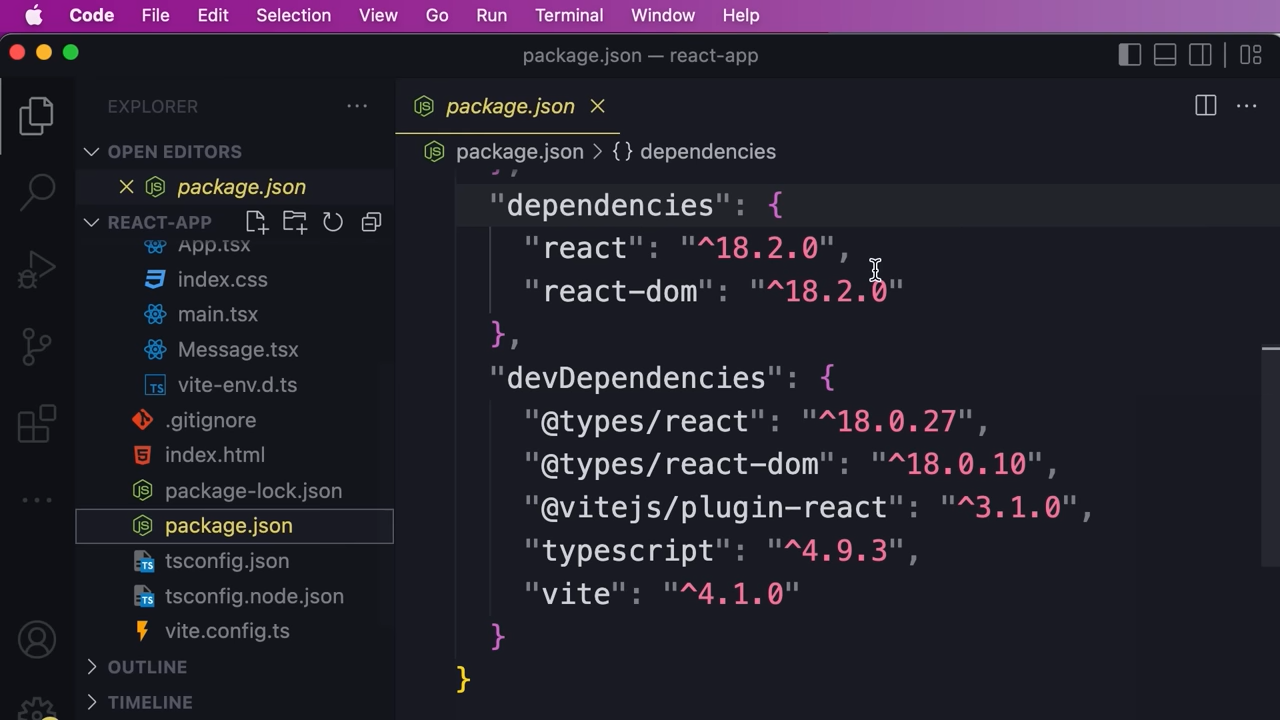 Code File Edit Selection View Go Run Terminal Window Help
package.json — react-app
EXPLORER
OPEN EDITORS
package.json
REACT-APP
App.tsx
index.css
main.tsx
Message.tsx
vite-env.d.ts
.gitignore
index.html
package-lock.json
package.json
tsconfig.json
tsconfig.node.json
vite.config.ts
OUTLINE
TIMELINE
package.json
package.json > {} dependencies
},
"dependencies": {
"react": "^18.2.0",
"react-dom": "^18.2.0"
},
"devDependencies": {
"@types/react": "^18.0.27",
"@types/react-dom": "^18.0.10",
"@vitejs/plugin-react": "^3.1.0",
"typescript": "^4.9.3",
"vite": "^4.1.0"
}
}